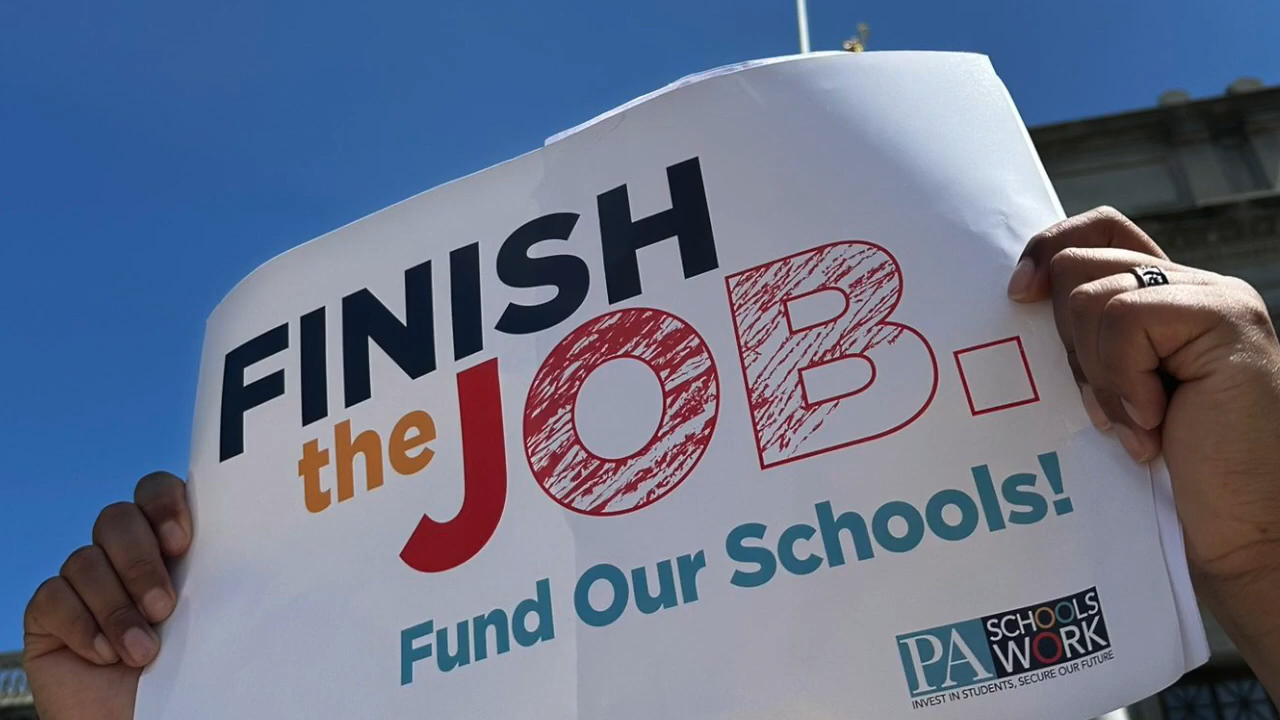 FINISH
the JOB.
Fund Our Schools!
PA SCHOOLS
WORK
INVEST IN STUDENTS, SECURE OUR FUTURE